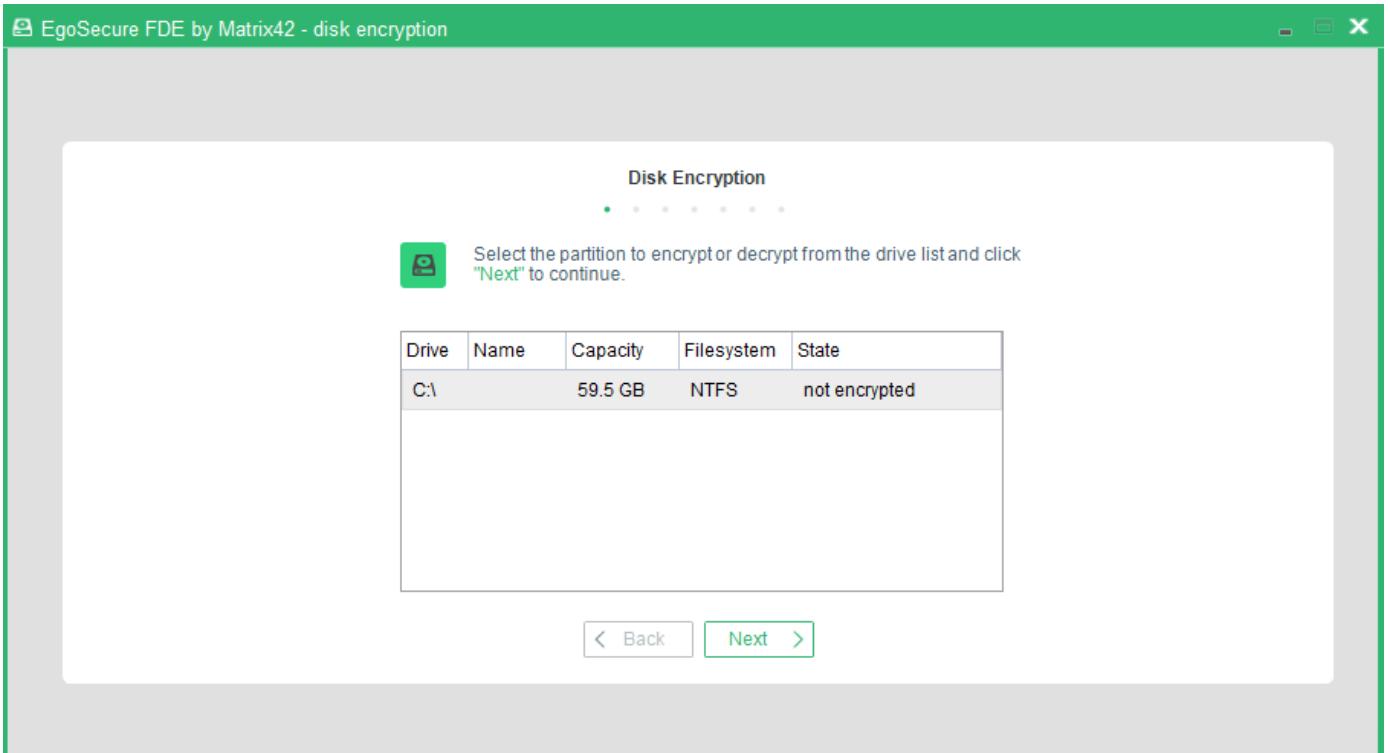 EgoSecure FDE by Matrix42 - disk encryption
Disk Encryption
Select the partition to encrypt or decrypt from the drive list and click
"Next" to continue.
Drive Name Capacity Filesystem State
C:\ 59.5 GB NTFS not encrypted
Back Next